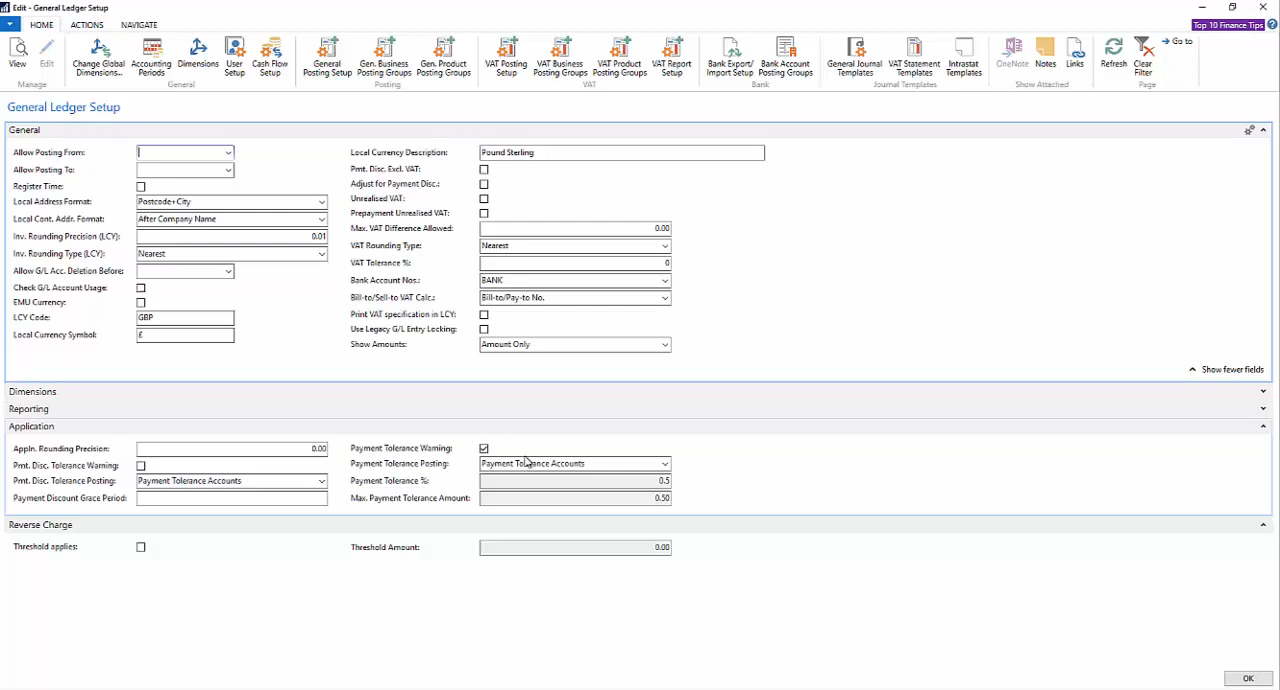 Edit - General Ledger Setup
HOME ACTIONS NAVIGATE
Top 10 Finance Tips
View
Edit
Change Global Dimensions...
Accounting Periods
Dimensions
User Setup
Cash Flow Setup
General Posting Setup
Gen. Business Posting Groups
Gen. Product Posting Groups
VAT Posting Setup
VAT Business Posting Groups
VAT Product Posting Groups
VAT Report Setup
Bank Export/ Import Setup
Bank Account Posting Groups
General Journal Templates
VAT Statement Templates
Intrastat Templates
OneNote
Notes
Links
Refresh
Clear Filter
Go to
Manage
General
Posting
VAT
Bank
Journal Templates
Show Attached
Page
General Ledger Setup
General
Allow Posting From:
Allow Posting To:
Register Time:
Local Address Format: Postcode+City
Local Cont. Addr. Format: After Company Name
Inv. Rounding Precision (LCY): 0.01
Inv. Rounding Type (LCY): Nearest
Allow G/L Acc. Deletion Before:
Check G/L Account Usage:
EMU Currency:
LCY Code: GBP
Local Currency Symbol: £
Local Currency Description: Pound Sterling
Pmt. Disc. Excl. VAT:
Adjust for Payment Disc.:
Unrealised VAT:
Prepayment Unrealised VAT:
Max. VAT Difference Allowed: 0.00
VAT Rounding Type: Nearest
VAT Tolerance %: 0
Bank Account Nos.: BANK
Bill-to/Sell-to VAT Calc.: Bill-to/Pay-to No.
Print VAT specification in LCY:
Use Legacy G/L Entry Locking:
Show Amounts: Amount Only
Show fewer fields
Dimensions
Reporting
Application
Appln. Rounding Precision: 0.00
Pmt. Disc. Tolerance Warning:
Pmt. Disc. Tolerance Posting: Payment Tolerance Accounts
Payment Discount Grace Period:
Payment Tolerance Warning:
Payment Tolerance Posting: Payment Tolerance Accounts
Payment Tolerance %: 0.5
Max. Payment Tolerance Amount: 0.50
Reverse Charge
Threshold applies:
Threshold Amount: 0.00
OK